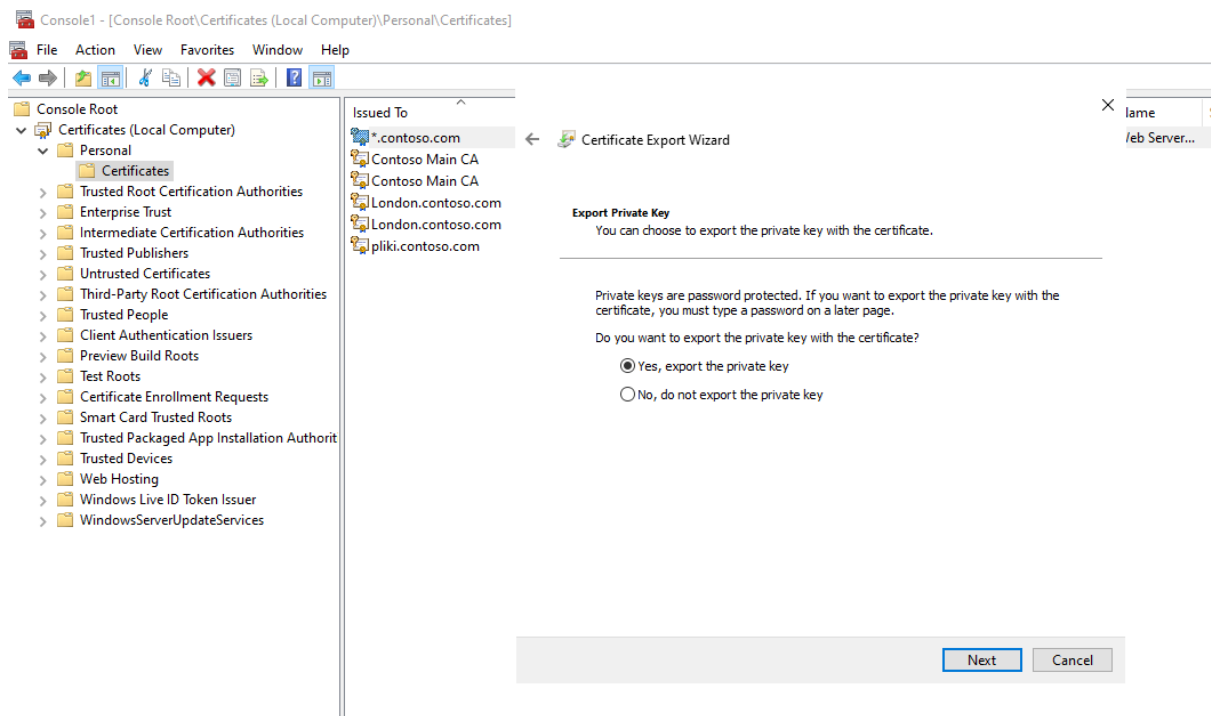 Console1 - [Console Root\Certificates (Local Computer)\Personal\Certificates]
File Action View Favorites Window Help
Console Root
Certificates (Local Computer)
Personal
Certificates
Trusted Root Certification Authorities
Enterprise Trust
Intermediate Certification Authorities
Trusted Publishers
Untrusted Certificates
Third-Party Root Certification Authorities
Trusted People
Client Authentication Issuers
Preview Build Roots
Test Roots
Certificate Enrollment Requests
Smart Card Trusted Roots
Trusted Packaged App Installation Authorit
Trusted Devices
Web Hosting
Windows Live ID Token Issuer
WindowsServerUpdateServices
Issued To
*.contoso.com
Contoso Main CA
Contoso Main CA
London.contoso.com
London.contoso.com
pliki.contoso.com
Certificate Export Wizard
Export Private Key
You can choose to export the private key with the certificate.
Private keys are password protected. If you want to export the private key with the
certificate, you must type a password on a later page.
Do you want to export the private key with the certificate?
Yes, export the private key
No, do not export the private key
Next Cancel